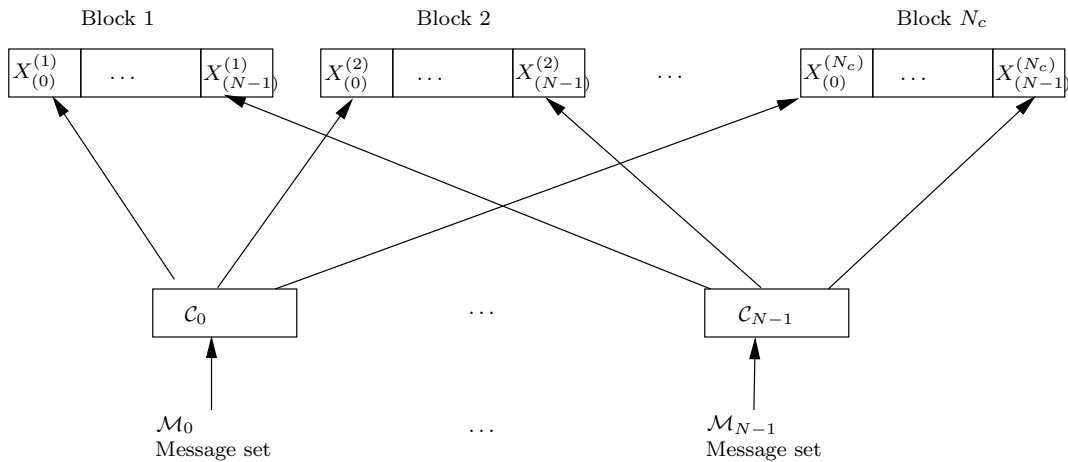 Block 1 Block 2 Block $N_c$
$X_{(0)}^{(1)}$ ... $X_{(N-1)}^{(1)}$ $X_{(0)}^{(2)}$ ... $X_{(N-1)}^{(2)}$ ... $X_{(0)}^{(N_c)}$ ... $X_{(N-1)}^{(N_c)}$
$\mathcal{C}_0$ ... $\mathcal{C}_{N-1}$
$\mathcal{M}_0$ ... $\mathcal{M}_{N-1}$
Message set Message set